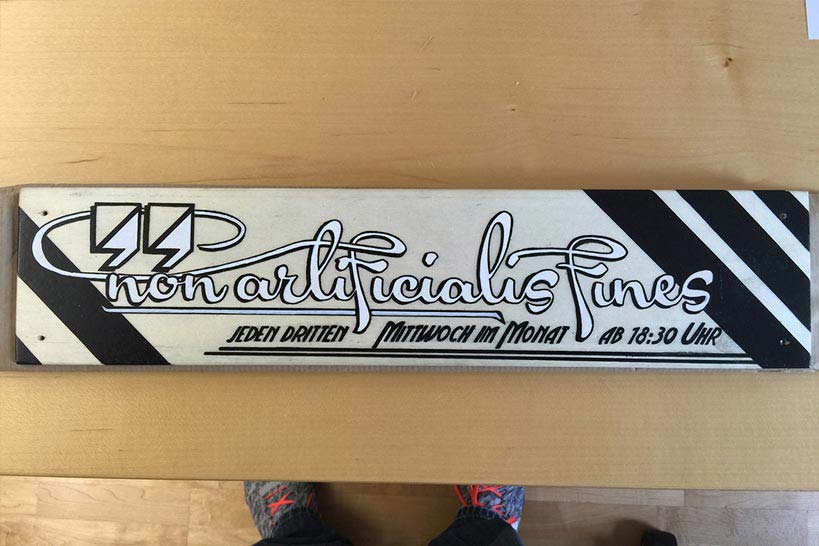 non artificialis fines
JEDEN DRITTEN MITTWOCH IM MONAT AB 18:30 UHR